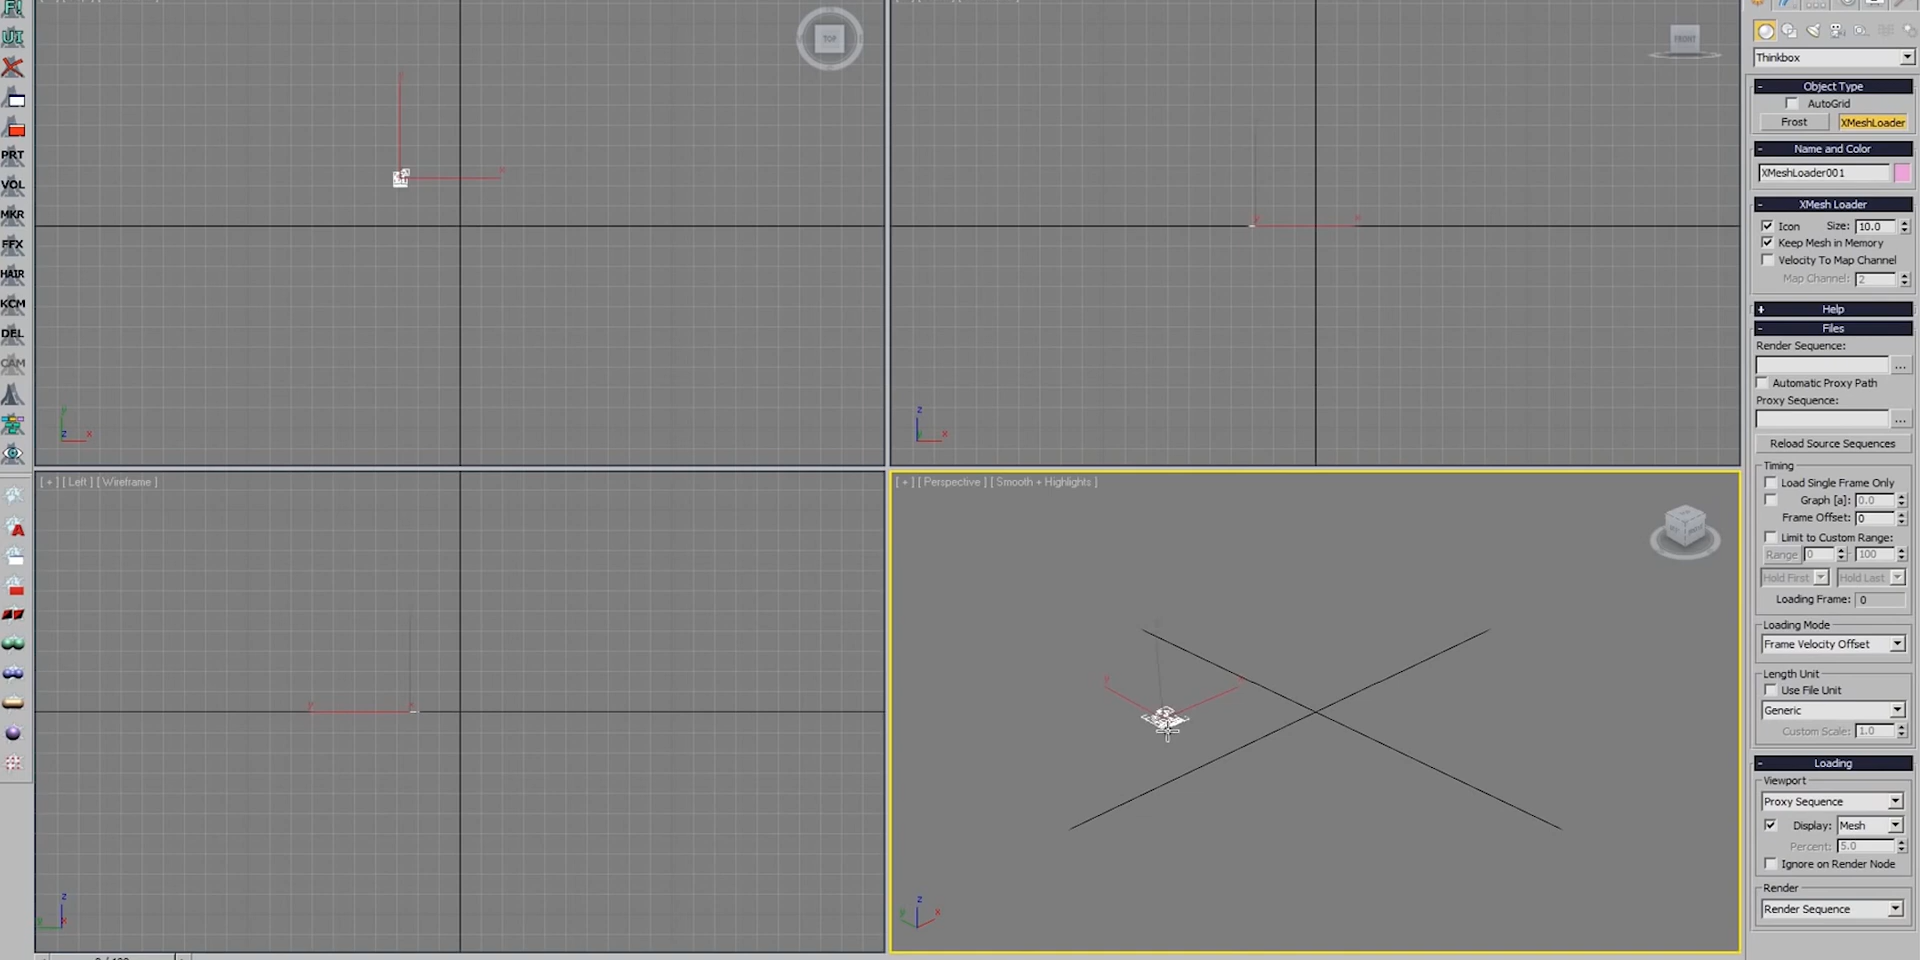 F!
UI
PRT
VOL
MKR
FFX
HAIR
KCM
DEL
CAM
TOP
FRONT
[ + ] [ Left ] [ Wireframe ]
[ + ] [ Perspective ] [ Smooth + Highlights ]
Thinkbox
Object Type
AutoGrid
Frost XMeshLoader
Name and Color
XMeshLoader001
XMesh Loader
Icon Size: 10.0
Keep Mesh in Memory
Velocity To Map Channel
Map Channel: 2
Help
Files
Render Sequence:
...
Automatic Proxy Path
Proxy Sequence:
...
Reload Source Sequences
Timing
Load Single Frame Only
Graph [a]: 0.0
Frame Offset: 0
Limit to Custom Range:
Range 0 100
Hold First Hold Last
Loading Frame: 0
Loading Mode
Frame Velocity Offset
Length Unit
Use File Unit
Generic
Custom Scale: 1.0
Loading
Viewport
Proxy Sequence
Display: Mesh
Percent: 5.0
Ignore on Render Node
Render
Render Sequence